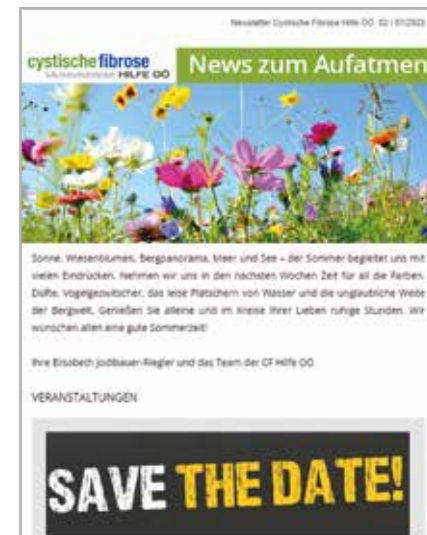 Newsletter Cystische Fibrose Hilfe OÖ 02 | 07/2022
cystische fibrose
HILFE OÖ
News zum Aufatmen
Sonne, Wiesenblumen, Bergpanorama, Meer und See – der Sommer begleitet uns mit
vielen Eindrücken. Nehmen wir uns in den nächsten Wochen Zeit für all die Farben,
Düfte, Vogelgezwitscher, das leise Plätschern von Wasser und die unglaubliche Weite
der Bergwelt. Genießen Sie alleine und im Kreise Ihrer Lieben ruhige Stunden. Wir
wünschen allen eine gute Sommerzeit!
Ihre Elisabeth Jodlbauer-Riegler und das Team der CF Hilfe OÖ
VERANSTALTUNGEN
SAVE THE DATE!